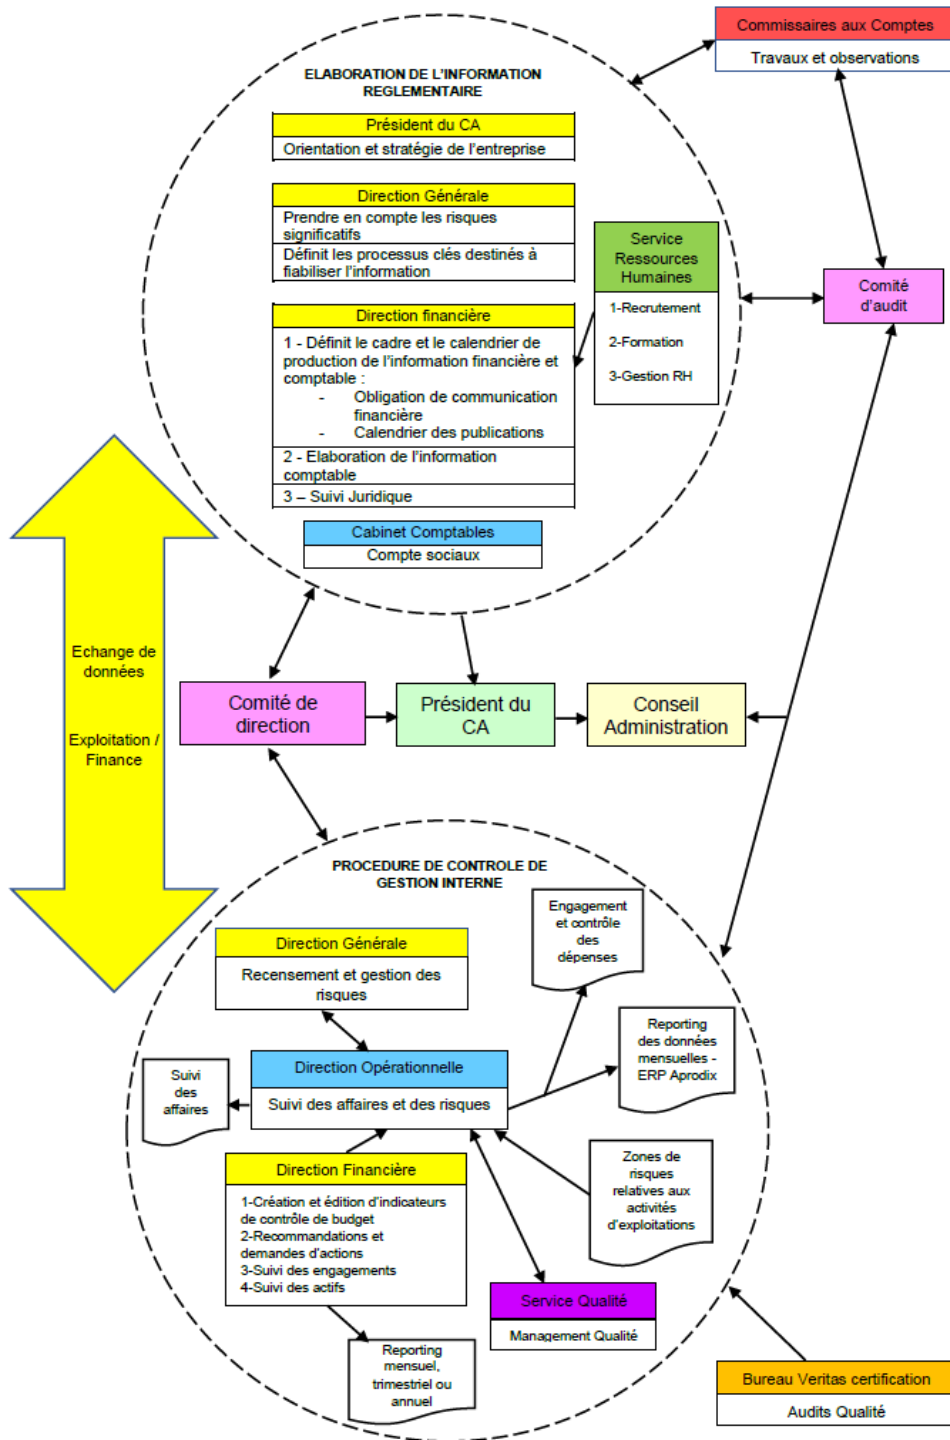 Commissaires aux Comptes
Travaux et observations
ELABORATION DE L'INFORMATION
REGLEMENTAIRE
Président du CA
Orientation et stratégie de l'entreprise
Direction Générale
Prendre en compte les risques
significatifs
Définit les processus clés destinés à
fiabiliser l'information
Service
Ressources
Humaines
1-Recrutement
2-Formation
3-Gestion RH
Comité
d'audit
Direction financière
1 - Définit le cadre et le calendrier de
production de l'information financière et
comptable :
- Obligation de communication
financière
- Calendrier des publications
2 - Elaboration de l'information
comptable
3 – Suivi Juridique
Cabinet Comptables
Compte sociaux
Echange de
données
Exploitation /
Finance
Comité de
direction
Président du
CA
Conseil
Administration
PROCEDURE DE CONTROLE DE
GESTION INTERNE
Engagement
et contrôle
des
dépenses
Direction Générale
Recensement et gestion des
risques
Reporting
des données
mensuelles -
ERP Aprodix
Direction Opérationnelle
Suivi des affaires et des risques
Suivi
des
affaires
Direction Financière
1-Création et édition d'indicateurs
de contrôle de budget
2-Recommandations et
demandes d'actions
3-Suivi des engagements
4-Suivi des actifs
Zones de
risques
relatives aux
activités
d'exploitations
Service Qualité
Management Qualité
Reporting
mensuel,
trimestriel ou
annuel
Bureau Veritas certification
Audits Qualité